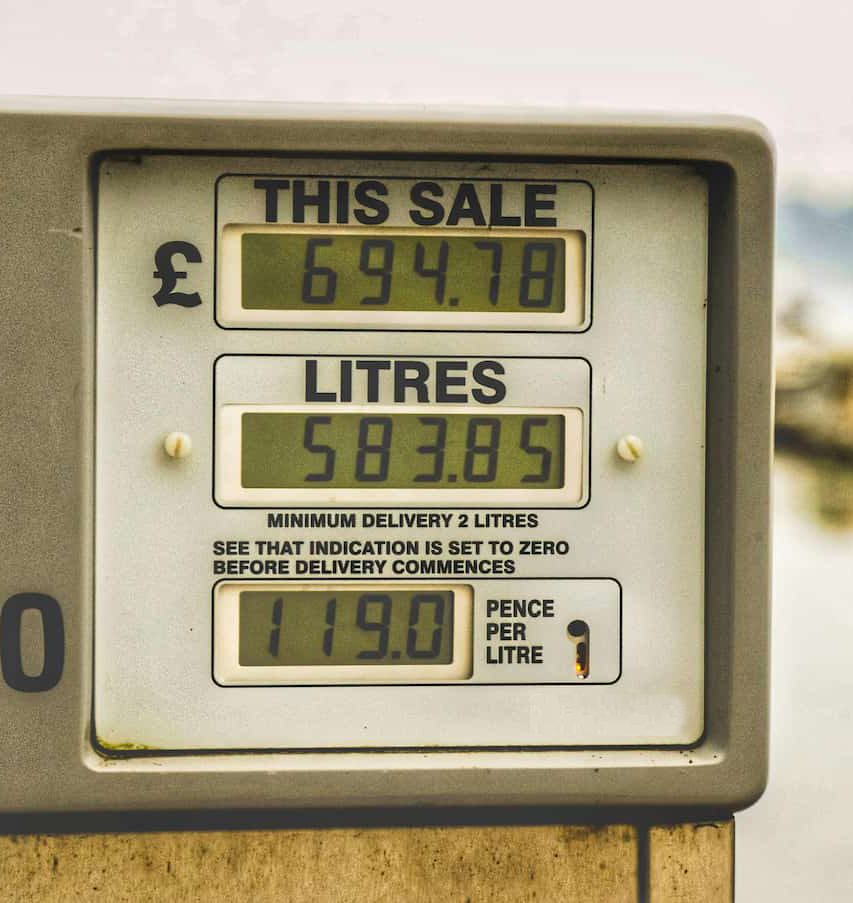 THIS SALE
£ 694.78
LITRES
583.85
MINIMUM DELIVERY 2 LITRES
SEE THAT INDICATION IS SET TO ZERO
BEFORE DELIVERY COMMENCES
119.0
PENCE
PER
LITRE
0